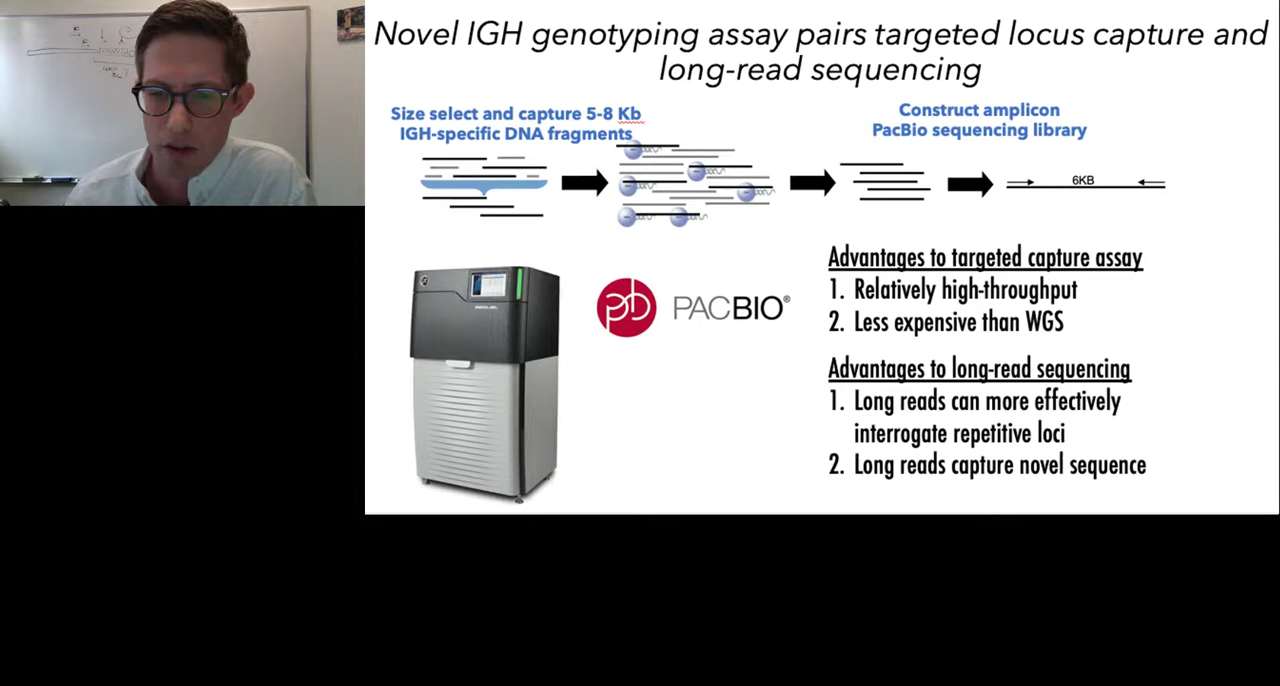 Novel IGH genotyping assay pairs targeted locus capture and
long-read sequencing
Size select and capture 5-8 Kb
IGH-specific DNA fragments
Construct amplicon
PacBio sequencing library
6KB
PACBIO®
Advantages to targeted capture assay
1. Relatively high-throughput
2. Less expensive than WGS
Advantages to long-read sequencing
1. Long reads can more effectively
interrogate repetitive loci
2. Long reads capture novel sequence